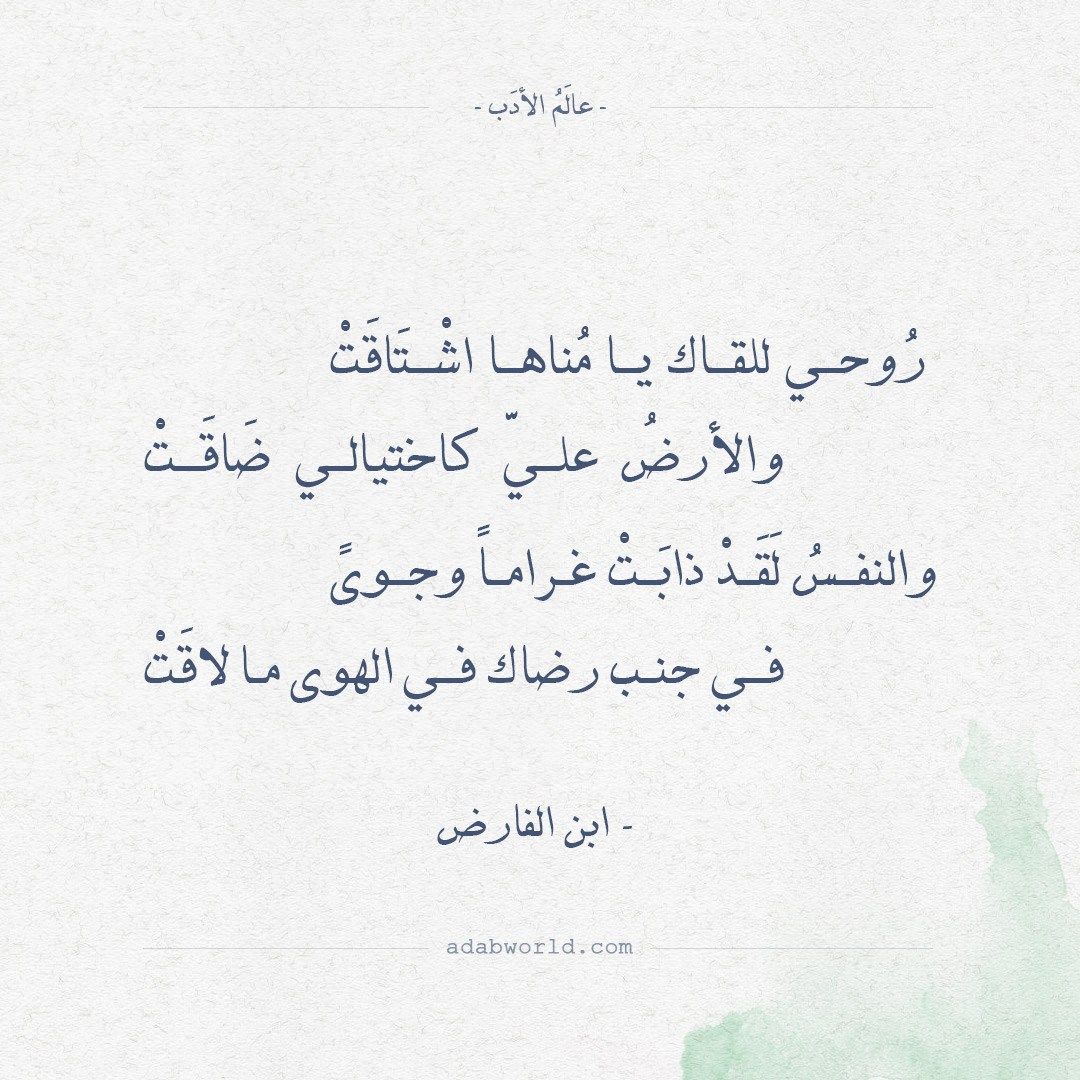 - عالَمُ الأدَب -
رُوحي للقاك يا مُناها اشْتَاقَتْ
والأرضُ عليّ كاختيالي ضَاقَتْ
والنفسُ لَقَدْ ذابَتْ غراماً وجوىً
في جنب رضاك في الهوى ما لاقَتْ
- ابن الفارض
adabworld.com